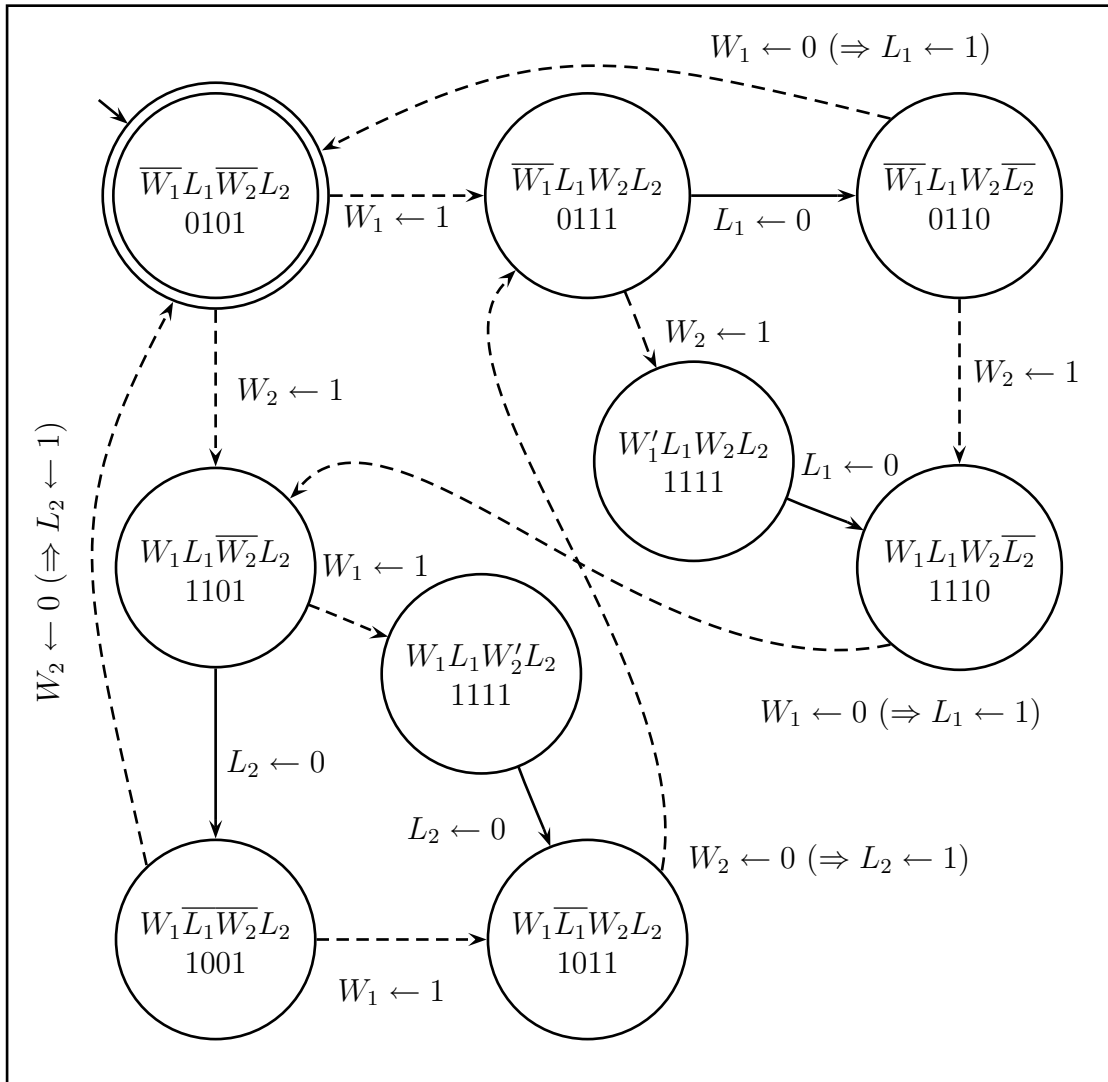 W₁ ← 0 (⇒ L₁ ← 1)
W̅₁L₁W̅₂L₂
0101
W₁ ← 1
W̅₁L₁W₂L₂
0111
L₁ ← 0
W̅₁L₁W₂L̅₂
0110
W₂ ← 1
W₂ ← 1
W₂ ← 1
W₂ ← 0 (⇒ L₂ ← 1)
W₁′L₁W₂L₂
1111
L₁ ← 0
W₁L₁W̅₂L₂
1101
W₁ ← 1
W₁L₁W₂L̅₂
1110
W₁L₁W₂′L₂
1111
W₁ ← 0 (⇒ L₁ ← 1)
L₂ ← 0
L₂ ← 0
W₂ ← 0 (⇒ L₂ ← 1)
W₁L̅₁W̅₂L₂
1001
W₁ ← 1
W₁L̅₁W₂L₂
1011